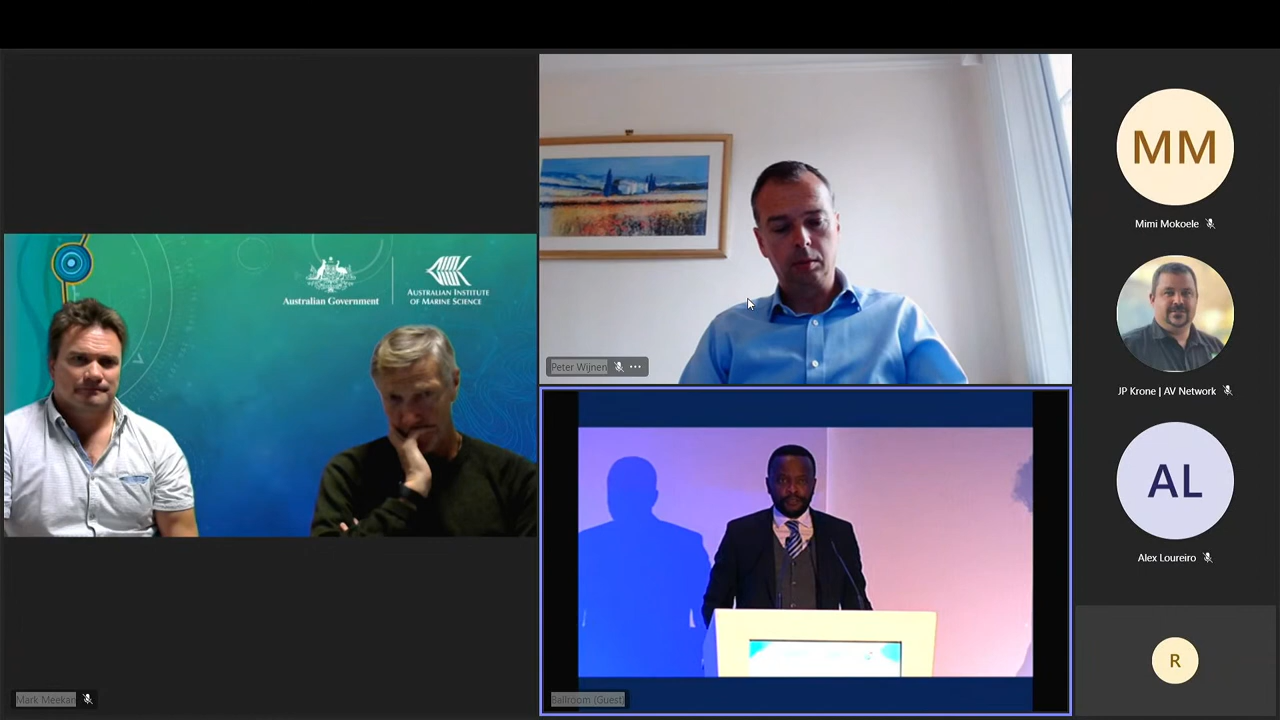 Australian Government
AUSTRALIAN INSTITUTE
OF MARINE SCIENCE
Mark Meekan
Peter Wijnen
Ballroom (Guest)
MM
Mimi Mokoele
JP Krone | AV Network
AL
Alex Loureiro
R